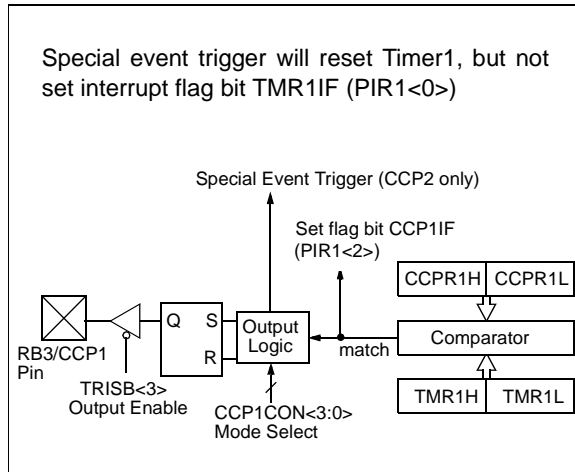 Special event trigger will reset Timer1, but not
set interrupt flag bit TMR1IF (PIR1<0>)
Special Event Trigger (CCP2 only)
Set flag bit CCP1IF
(PIR1<2>)
CCPR1H CCPR1L
Q S Output
Logic
R
match
Comparator
RB3/CCP1
Pin
TRISB<3>
Output Enable
CCP1CON<3:0>
Mode Select
TMR1H TMR1L